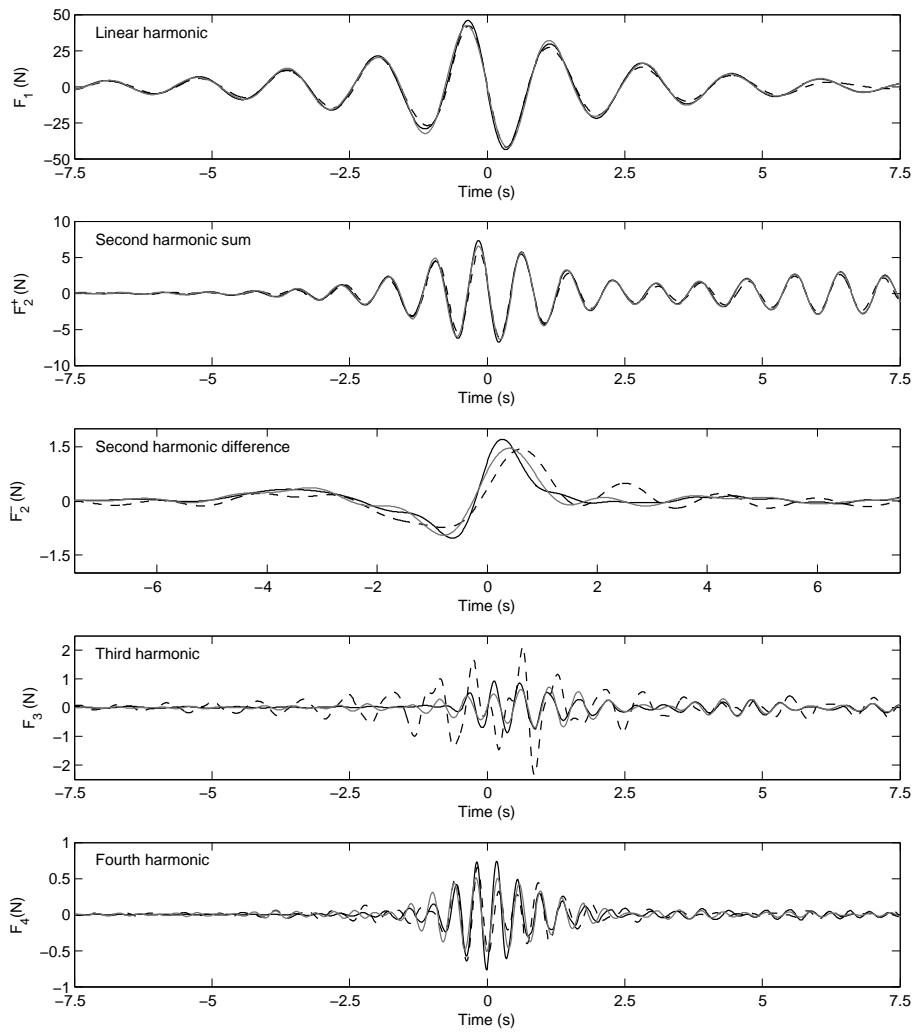 Linear harmonic
F₁ (N)
50
25
0
−25
−50
−7.5 −5 −2.5 0 2.5 5 7.5
Time (s)
Second harmonic sum
F₂⁺ (N)
10
5
0
−5
−10
−7.5 −5 −2.5 0 2.5 5 7.5
Time (s)
Second harmonic difference
F₂⁻ (N)
1.5
0
−1.5
−6 −4 −2 0 2 4 6
Time (s)
Third harmonic
F₃ (N)
2
1
0
−1
−2
−7.5 −5 −2.5 0 2.5 5 7.5
Time (s)
Fourth harmonic
F₄ (N)
1
0.5
0
−0.5
−1
−7.5 −5 −2.5 0 2.5 5 7.5
Time (s)